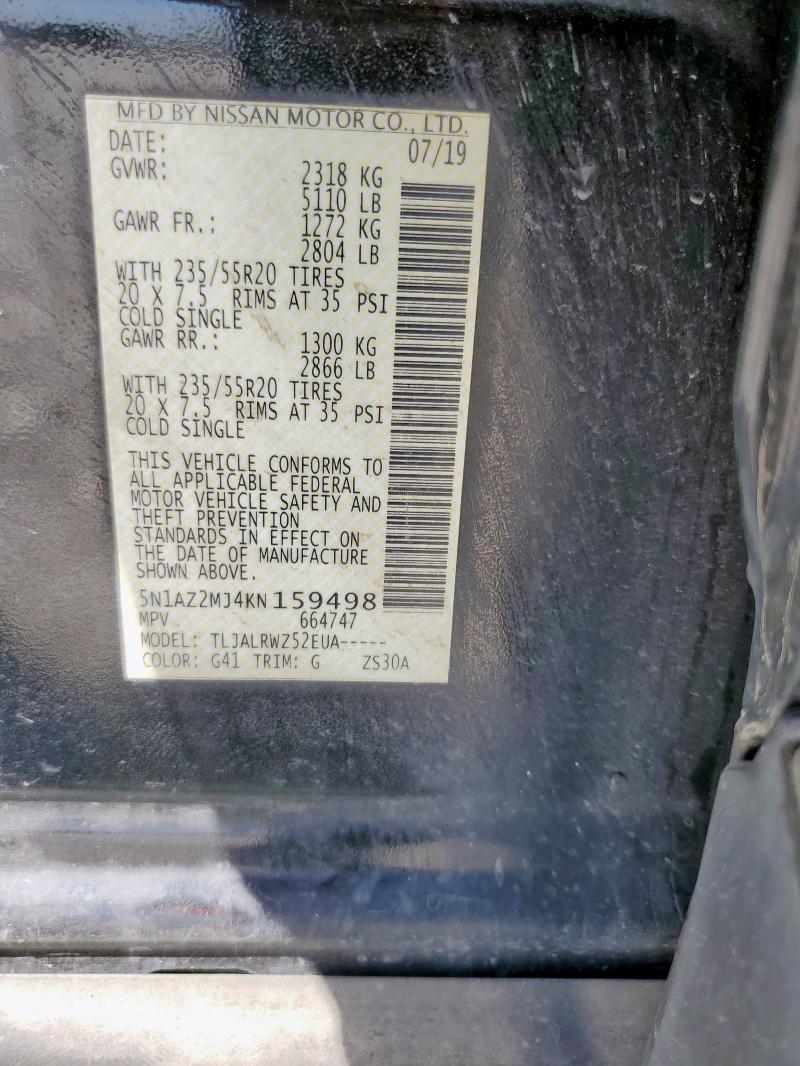 MFD BY NISSAN MOTOR CO., LTD.
DATE: 07/19
GVWR: 2318 KG
5110 LB
GAWR FR.: 1272 KG
2804 LB
WITH 235/55R20 TIRES
20 X 7.5 RIMS AT 35 PSI
COLD SINGLE
GAWR RR.: 1300 KG
2866 LB
WITH 235/55R20 TIRES
20 X 7.5 RIMS AT 35 PSI
COLD SINGLE
THIS VEHICLE CONFORMS TO
ALL APPLICABLE FEDERAL
MOTOR VEHICLE SAFETY AND
THEFT PREVENTION
STANDARDS IN EFFECT ON
THE DATE OF MANUFACTURE
SHOWN ABOVE.
5N1AZ2MJ4KN159498
MPV 664747
MODEL: TLJALRWZ52EUA-----
COLOR: G41 TRIM: G ZS30A